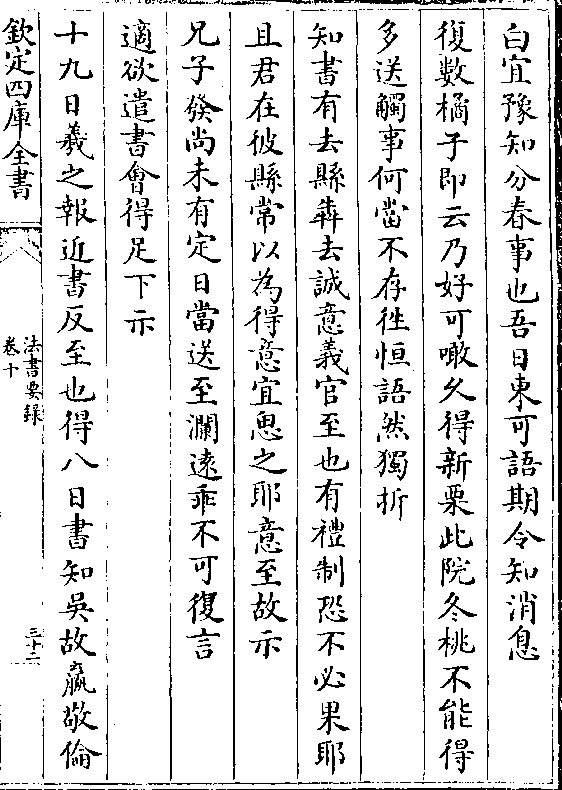 白宜豫知分春事也吾日東可語期令知消息
復數橘子即云乃好可噉久得新栗此院冬桃不能得
多送觸事何當不存往恒語然獨折
知書有去縣犇去誠意義官至也有禮制恐不必果耶
且君在彼縣常以為得意宜思之耶意至故示
兄子發尚未有定日當送至瀾遠乖不可復言
適欲遣書會得足下示
十九日羲之報近書反至也得八日書知吳故羸敬倫
欽定四庫全書
法書要錄
卷十
三十二